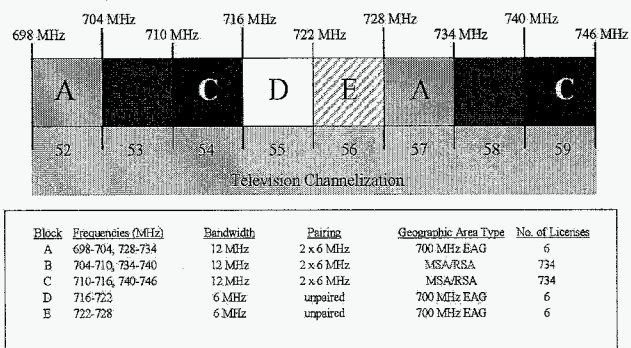 704 MHz 716 MHz 728 MHz 740 MHz
698 MHz 710 MHz 722 MHz 734 MHz 746 MHz
A C D E A C
52 53 54 55 56 57 58 59
Television Channelization
Block Frequencies (MHz) Bandwidth Pairing Geographic Area Type No. of Licenses
A 698-704, 728-734 12 MHz 2 x 6 MHz 700 MHz EAG 6
B 704-710, 734-740 12 MHz 2 x 6 MHz MSA/RSA 734
C 710-716, 740-746 12 MHz 2 x 6 MHz MSA/RSA 734
D 716-722 6 MHz unpaired 700 MHz EAG 6
E 722-728 6 MHz unpaired 700 MHz EAG 6